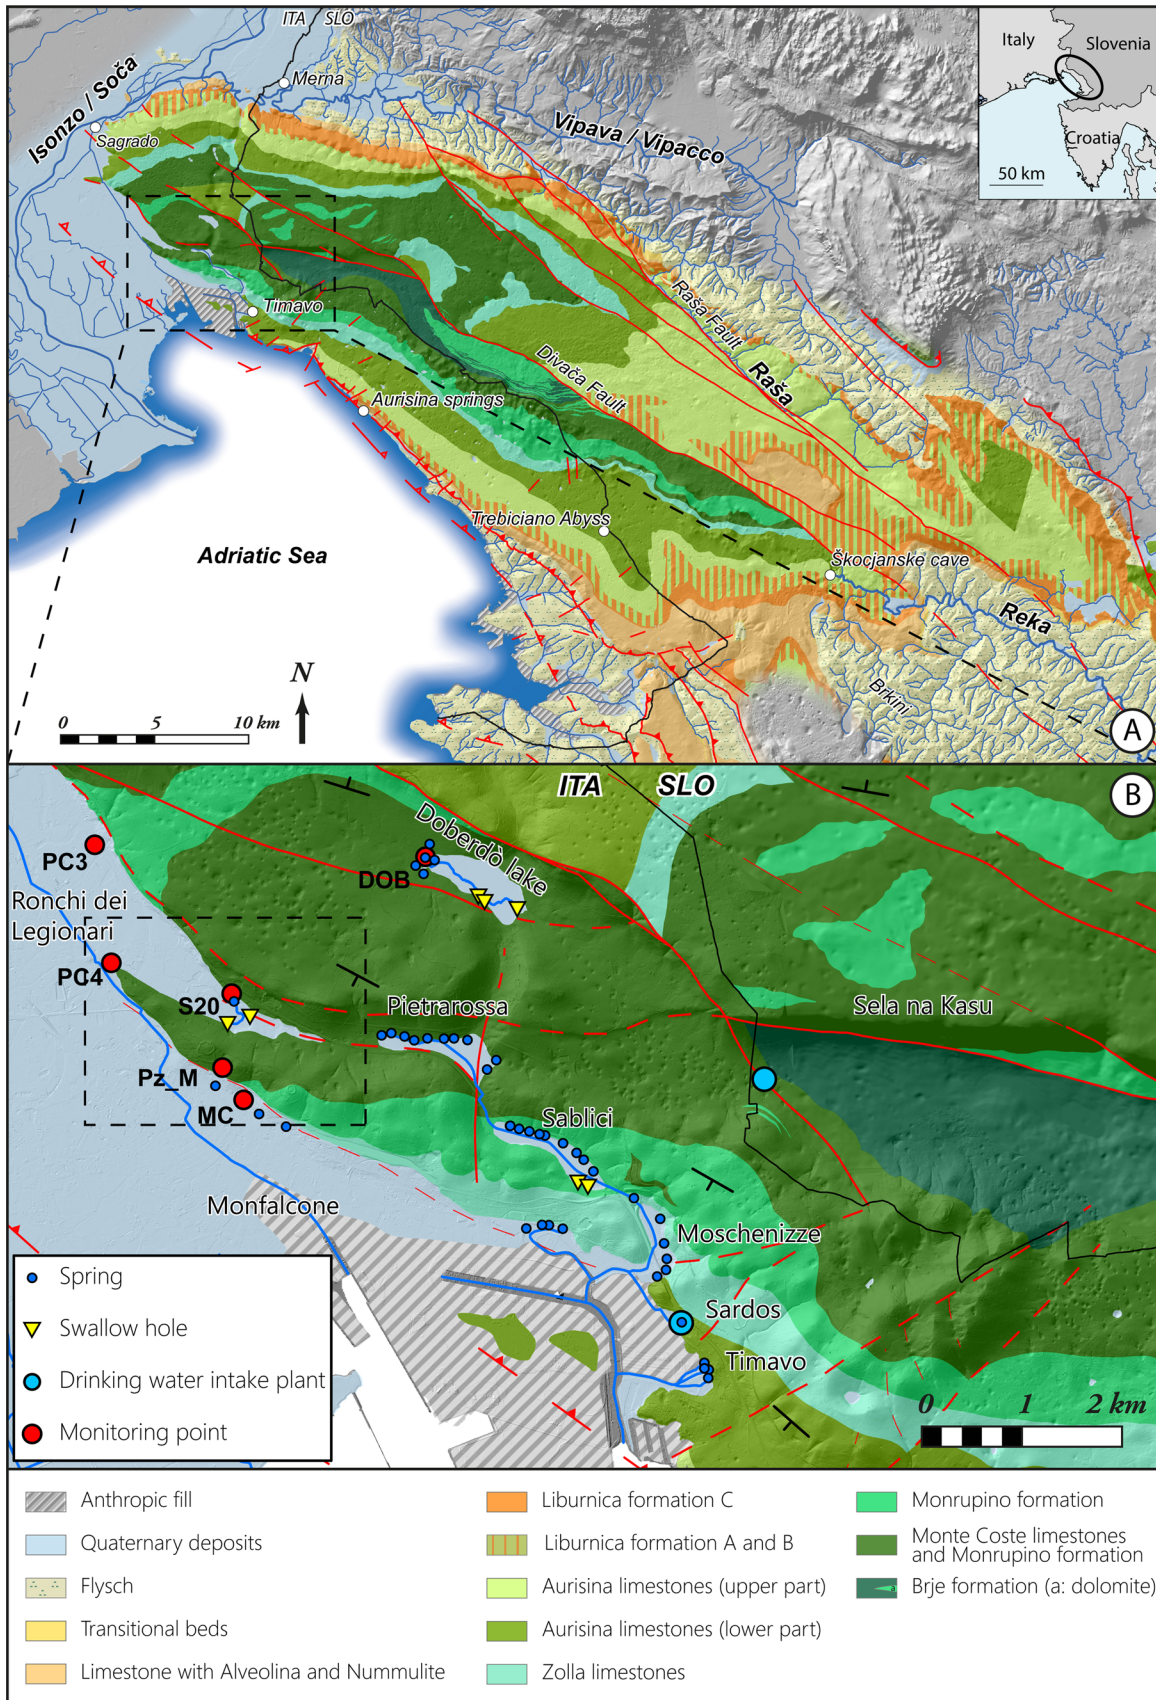 ITA SLO
Merna
Isonzo / Soča
Sagrado
Vipava / Vipacco
Italy
Slovenia
Croatia
50 km
Timavo
Raša Fault
Raša
Divača Fault
Aurisina springs
Trebiciano Abyss
Škocjanske cave
Adriatic Sea
Reka
Brkini
N
0 5 10 km
A
ITA SLO
B
PC3
Doberdò lake
DOB
Ronchi dei
Legionari
PC4
S20
Pietrarossa
Sela na Kasu
Pz_M
MC
Sablici
Monfalcone
Moschenizze
Sardos
Timavo
0 1 2 km
Spring
Swallow hole
Drinking water intake plant
Monitoring point
Anthropic fill
Quaternary deposits
Flysch
Transitional beds
Limestone with Alveolina and Nummulite
Liburnica formation C
Liburnica formation A and B
Aurisina limestones (upper part)
Aurisina limestones (lower part)
Zolla limestones
Monrupino formation
Monte Coste limestones
and Monrupino formation
a
Brje formation (a: dolomite)